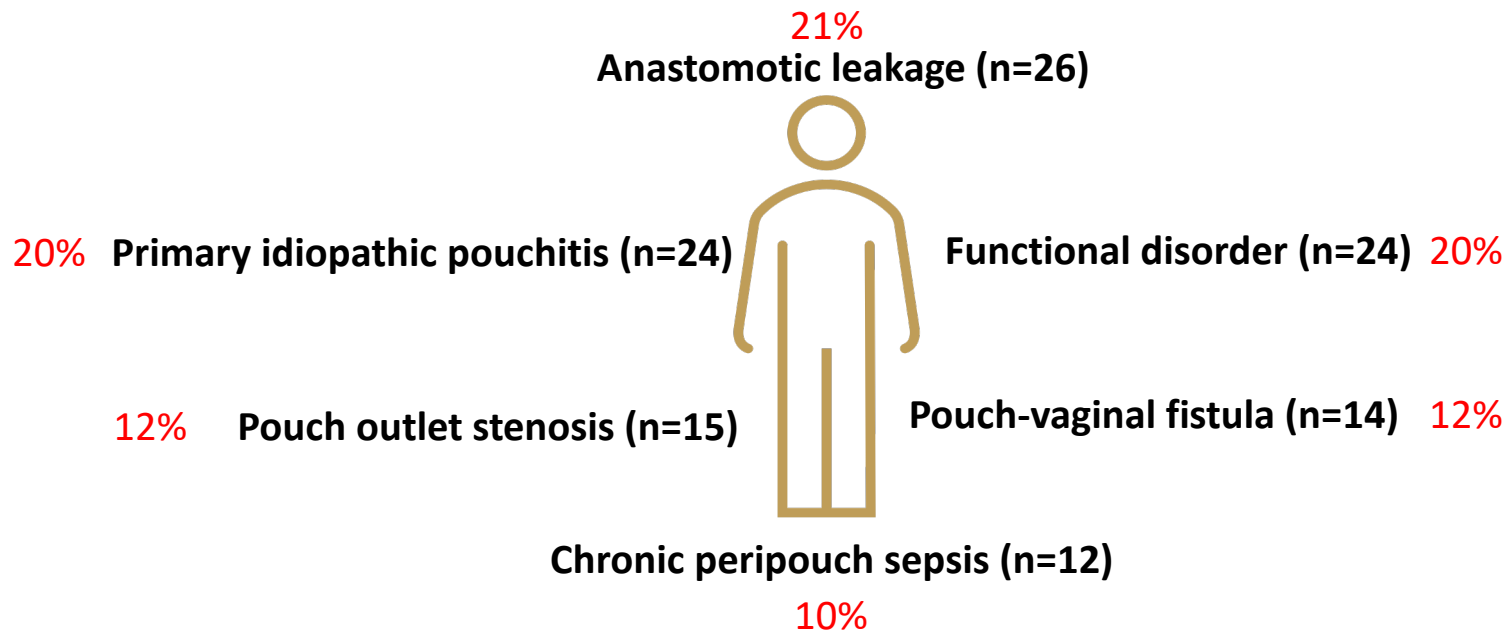 21%
Anastomotic leakage (n=26)
20% Primary idiopathic pouchitis (n=24)
Functional disorder (n=24) 20%
12% Pouch outlet stenosis (n=15)
Pouch-vaginal fistula (n=14) 12%
Chronic peripouch sepsis (n=12)
10%